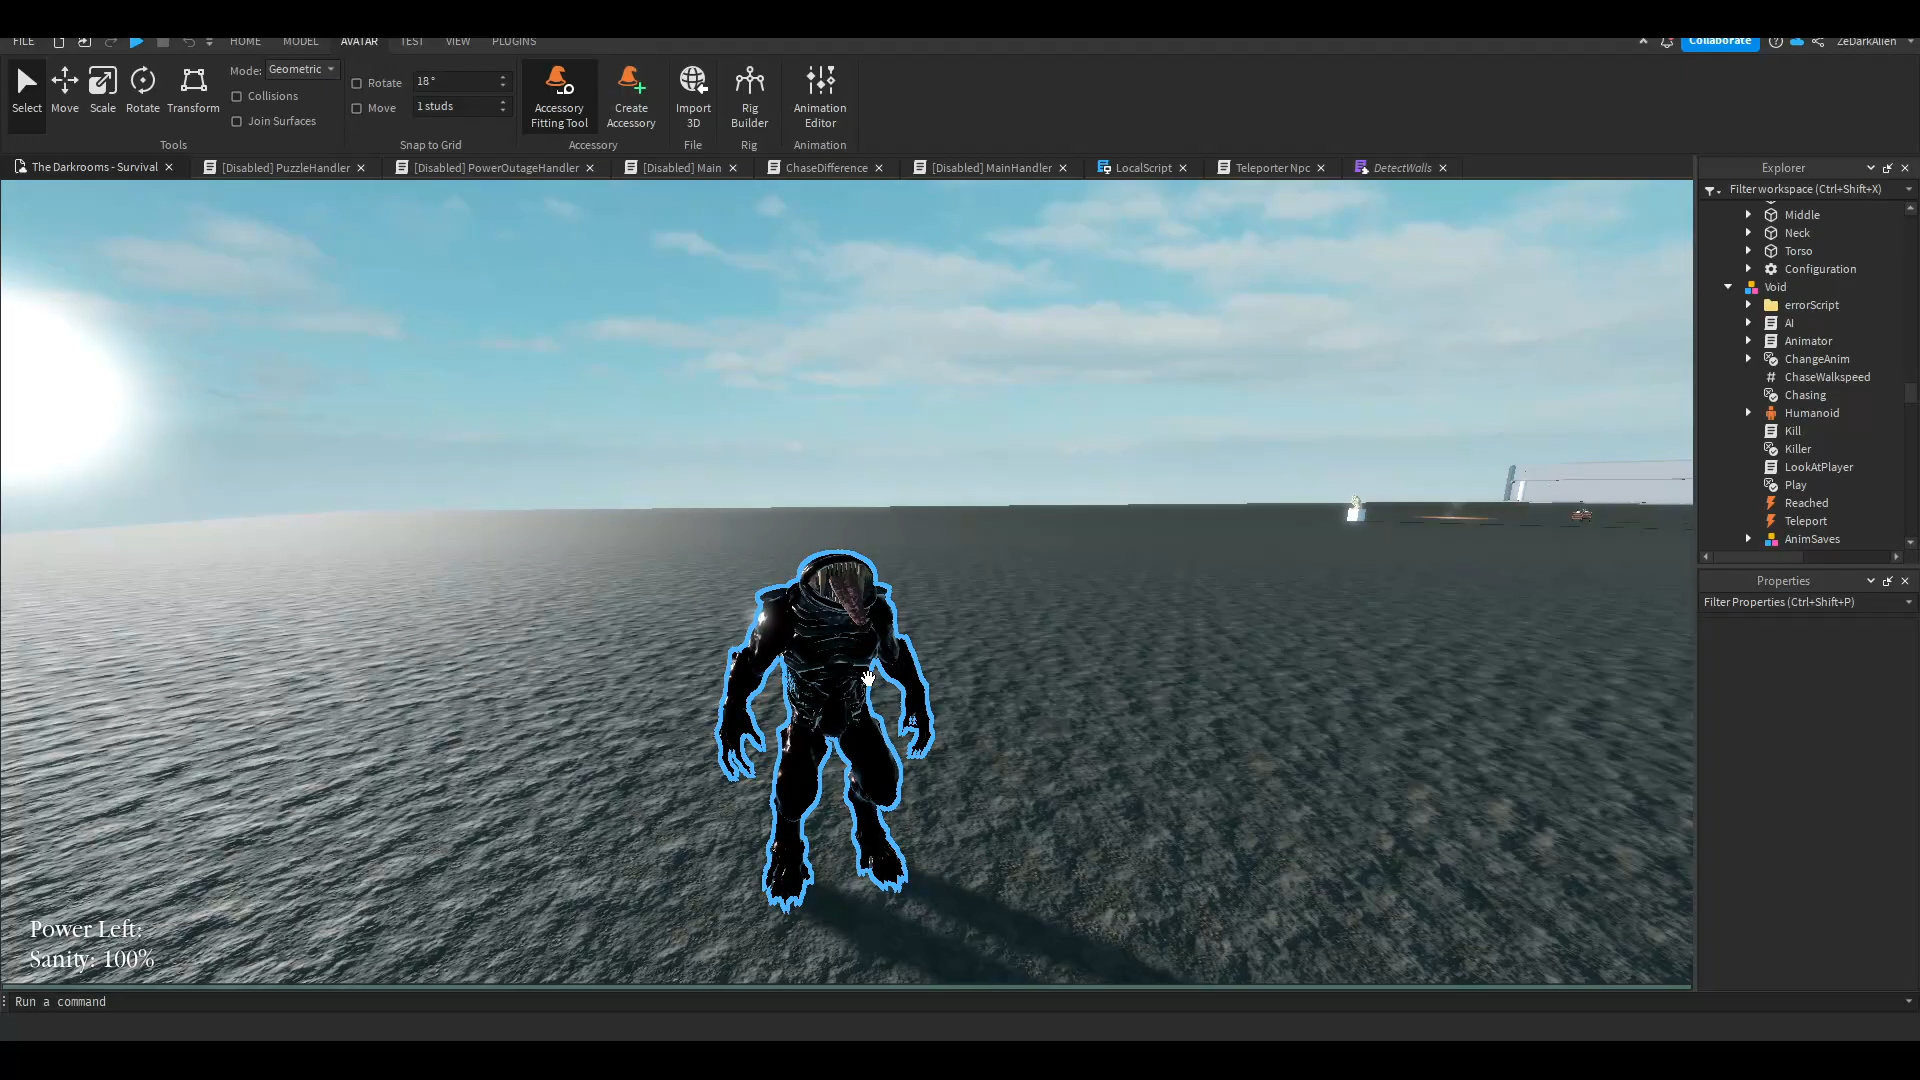 FILE HOME MODEL AVATAR TEST VIEW PLUGINS Collaborate ZeDarkAlien
Select Move Scale Rotate Transform
Mode: Geometric
Collisions
Join Surfaces
Tools
Rotate 18°
Move 1 studs
Snap to Grid
Accessory Fitting Tool
Create Accessory
Accessory
Import 3D
File
Rig Builder
Rig
Animation Editor
Animation
The Darkrooms - Survival [Disabled] PuzzleHandler [Disabled] PowerOutageHandler [Disabled] Main ChaseDifference [Disabled] MainHandler LocalScript Teleporter Npc DetectWalls
Explorer
Filter workspace (Ctrl+Shift+X)
Middle
Neck
Torso
Configuration
Void
errorScript
AI
Animator
ChangeAnim
ChaseWalkspeed
Chasing
Humanoid
Kill
Killer
LookAtPlayer
Play
Reached
Teleport
AnimSaves
Properties
Filter Properties (Ctrl+Shift+P)
Power Left:
Sanity: 100%
Run a command